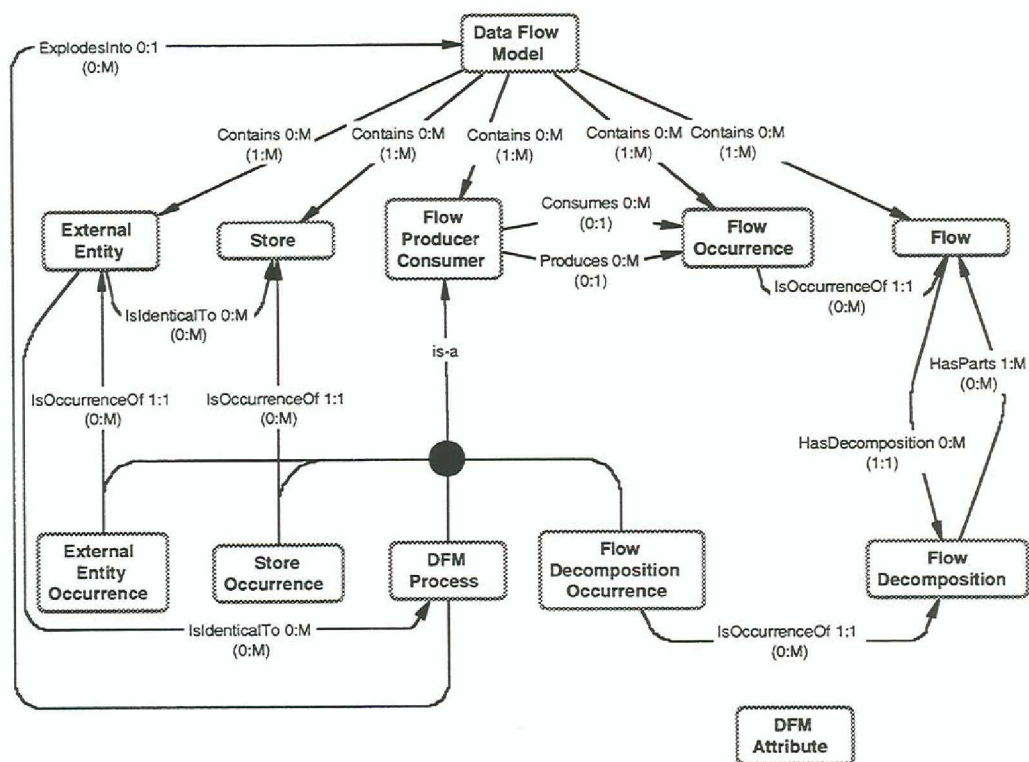 ExplodesInto 0:1
(0:M)
Data Flow
Model
Contains 0:M
(1:M)
Contains 0:M
(1:M)
Contains 0:M
(1:M)
Contains 0:M
(1:M)
Contains 0:M
(1:M)
External
Entity
Store
Flow
Producer
Consumer
Consumes 0:M
(0:1)
Produces 0:M
(0:1)
Flow
Occurrence
Flow
IsOccurrenceOf 1:1
(0:M)
IsIdenticalTo 0:M
(0:M)
is-a
HasParts 1:M
(0:M)
IsOccurrenceOf 1:1
(0:M)
IsOccurrenceOf 1:1
(0:M)
HasDecomposition 0:M
(1:1)
External
Entity
Occurrence
Store
Occurrence
DFM
Process
Flow
Decomposition
Occurrence
Flow
Decomposition
IsIdenticalTo 0:M
(0:M)
IsOccurrenceOf 1:1
(0:M)
DFM
Attribute